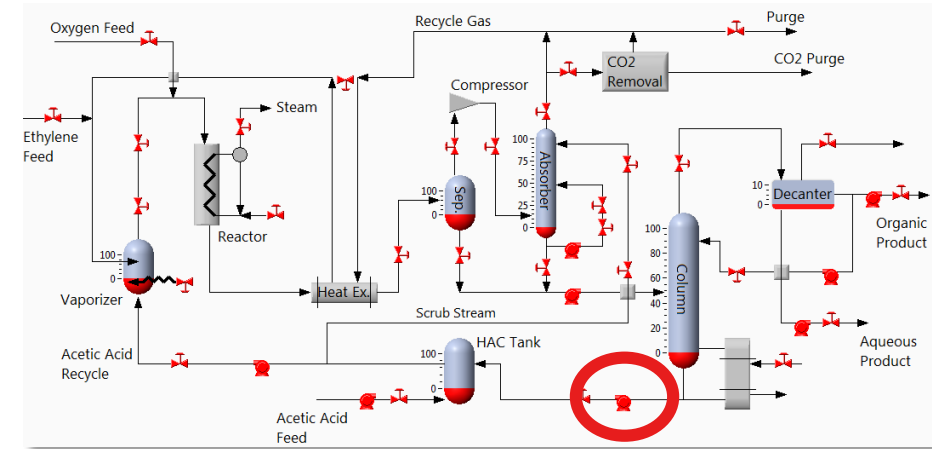 Oxygen Feed
Recycle Gas
Purge
CO2
Removal
CO2 Purge
Compressor
Steam
Ethylene
Feed
Reactor
Sep.
100
0
Absorber
100
75
50
25
0
Decanter
10
0
Organic
Product
Vaporizer
100
0
Heat Ex.
Column
100
80
60
40
20
0
Scrub Stream
Aqueous
Product
Acetic Acid
Recycle
HAC Tank
100
0
Acetic Acid
Feed